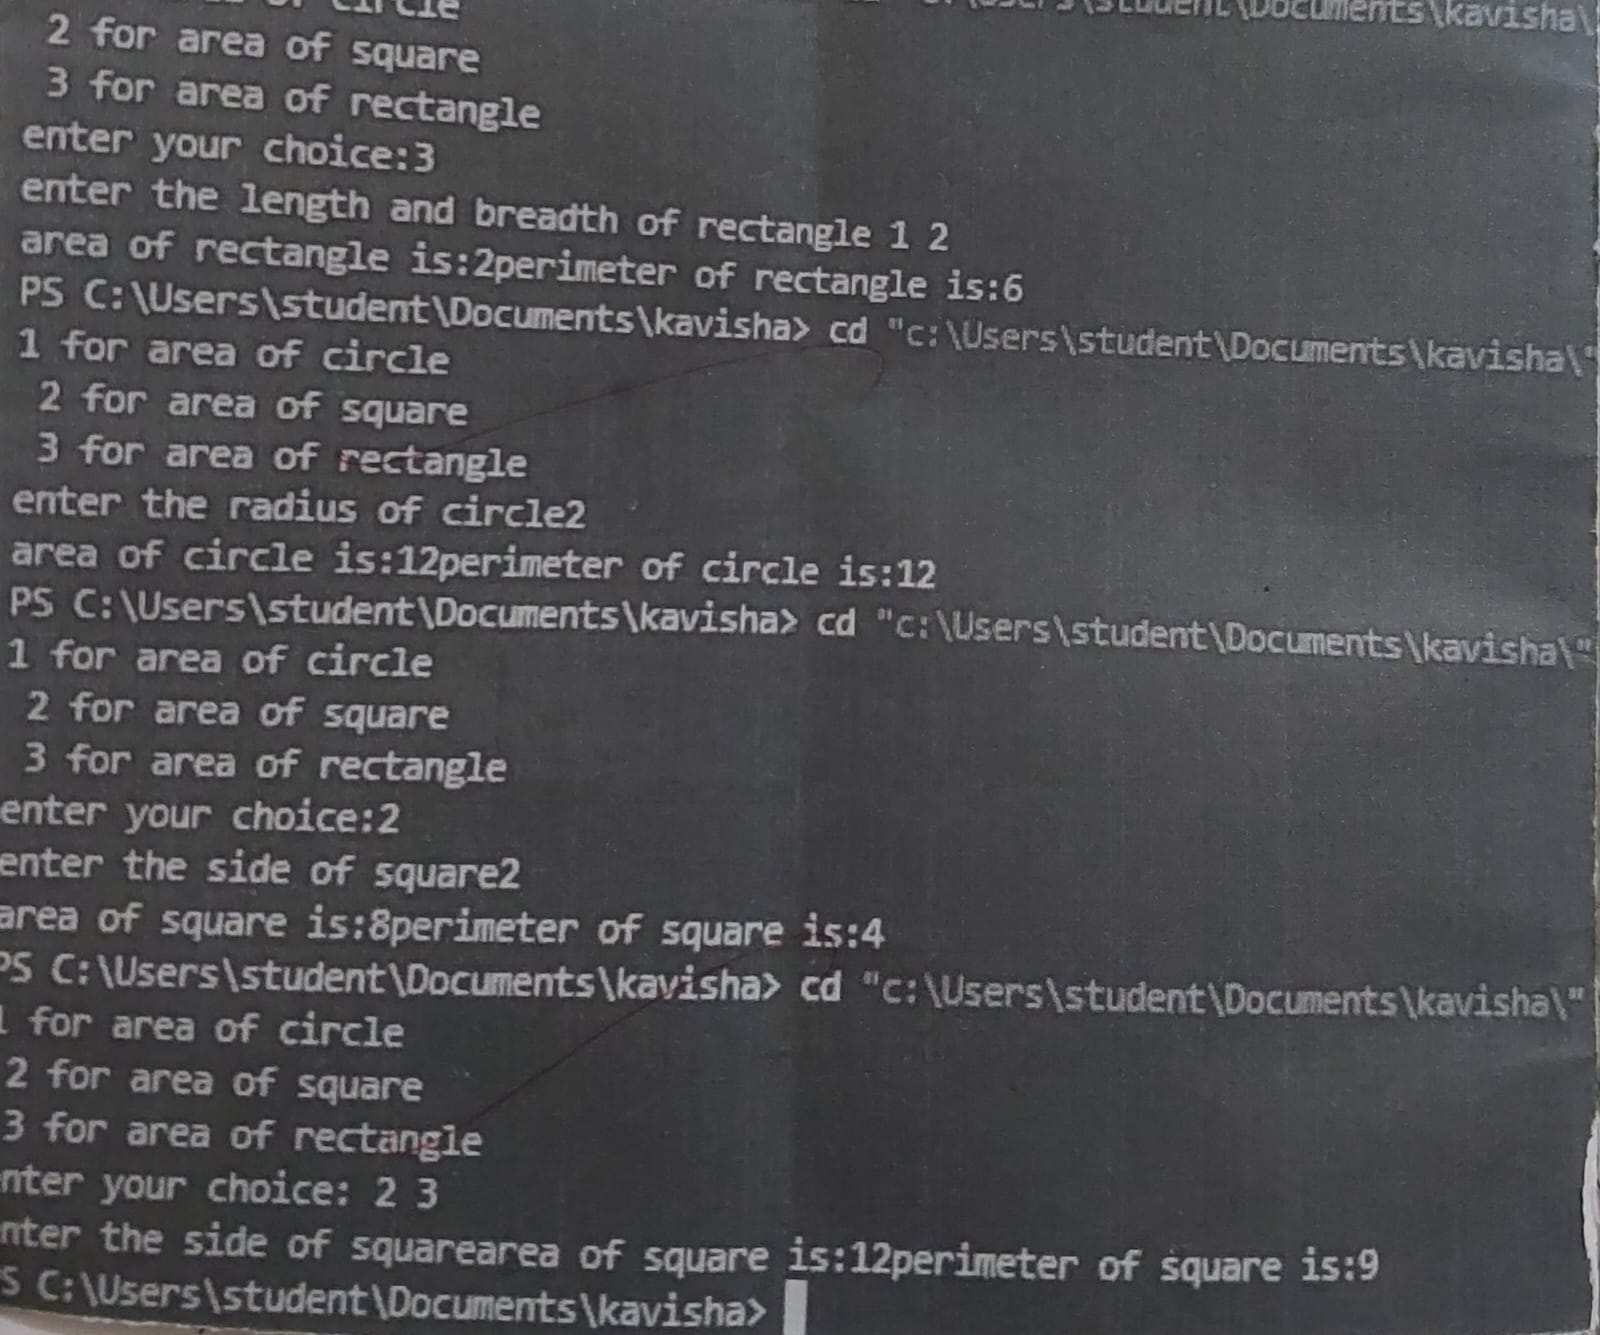 circle
2 for area of square
3 for area of rectangle
enter your choice:3
enter the length and breadth of rectangle 1 2
area of rectangle is:2perimeter of rectangle is:6
PS C:\Users\student\Documents\kavisha> cd "c:\Users\student\Documents\kavisha\"
1 for area of circle
2 for area of square
3 for area of rectangle
enter the radius of circle2
area of circle is:12perimeter of circle is:12
PS C:\Users\student\Documents\kavisha> cd "c:\Users\student\Documents\kavisha\"
1 for area of circle
2 for area of square
3 for area of rectangle
enter your choice:2
enter the side of square2
area of square is:8perimeter of square is:4
PS C:\Users\student\Documents\kavisha> cd "c:\Users\student\Documents\kavisha\"
1 for area of circle
2 for area of square
3 for area of rectangle
nter your choice: 2 3
nter the side of squarearea of square is:12perimeter of square is:9
S C:\Users\student\Documents\kavisha>